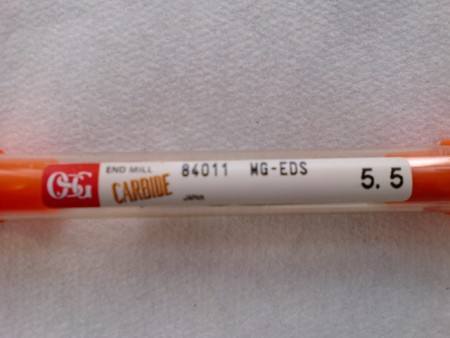 OSG
END MILL 84011 MG-EDS
CARBIDE
JAPAN
5.5